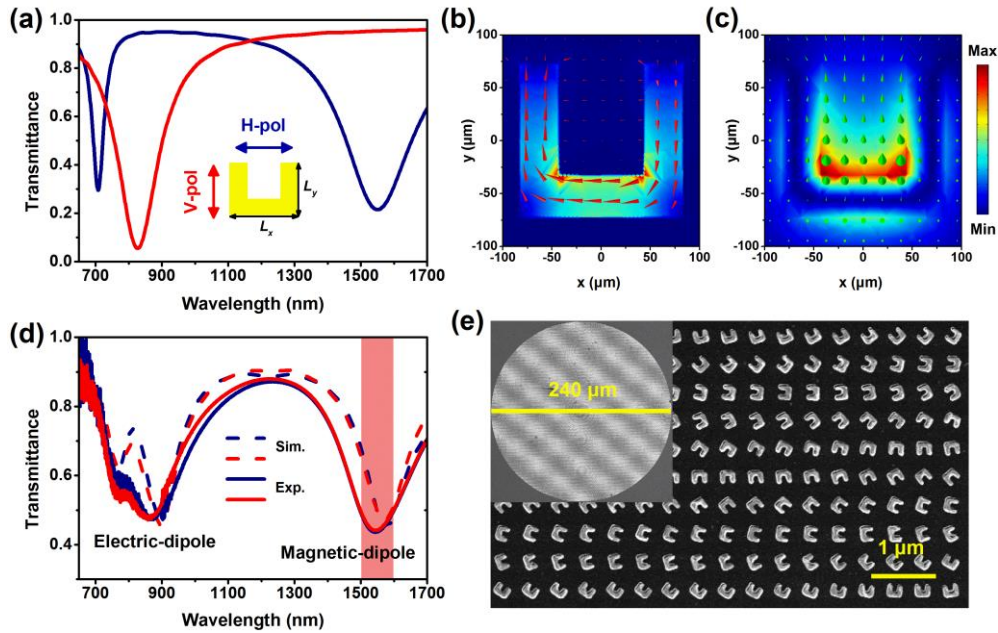 (a)
1.0
0.8
0.6
0.4
0.2
0.0
Transmittance
H-pol
V-pol
Ly
Lx
700 900 1100 1300 1500 1700
Wavelength (nm)
(b)
100
50
0
-50
-100
y (μm)
-100 -50 0 50 100
x (μm)
(c)
100
50
0
-50
-100
y (μm)
-100 -50 0 50 100
x (μm)
Max
Min
(d)
1.0
0.8
0.6
0.4
Transmittance
Sim.
Exp.
Electric-dipole
Magnetic-dipole
700 900 1100 1300 1500 1700
Wavelength (nm)
(e)
240 μm
1 μm